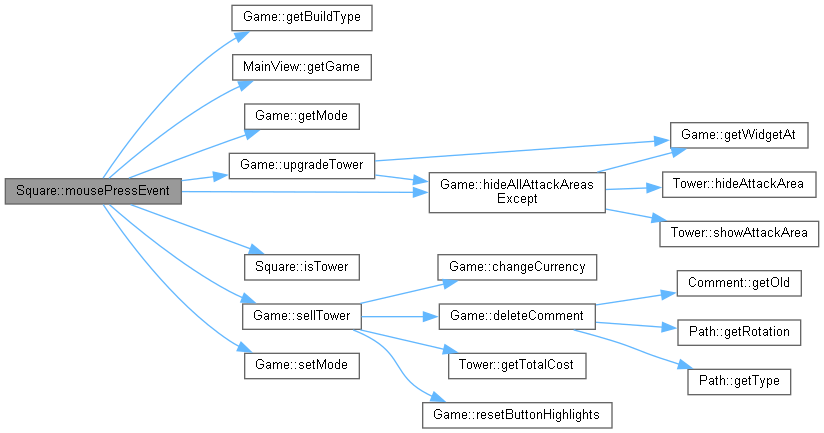 Square::mousePressEvent
Game::getBuildType
MainView::getGame
Game::getMode
Game::upgradeTower
Game::hideAllAttackAreas
Except
Game::getWidgetAt
Tower::hideAttackArea
Tower::showAttackArea
Square::isTower
Game::sellTower
Game::changeCurrency
Game::deleteComment
Comment::getOld
Path::getRotation
Path::getType
Tower::getTotalCost
Game::resetButtonHighlights
Game::setMode